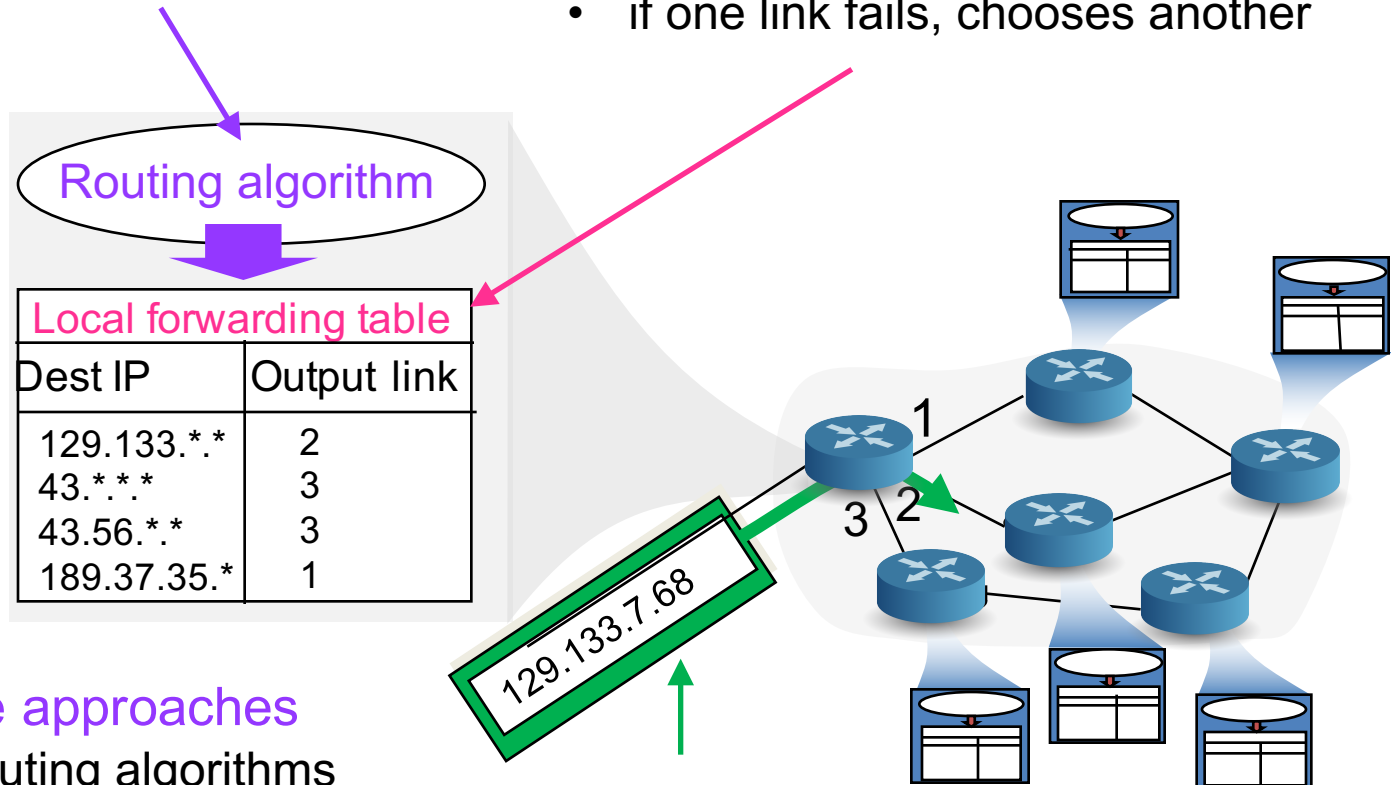 • if one link fails, chooses another
Routing algorithm
Local forwarding table
Dest IP Output link
129.133.*.* 2
43.*.*.* 3
43.56.*.* 3
189.37.35.* 1
1
2
3
129.133.7.68
approaches
algorithms